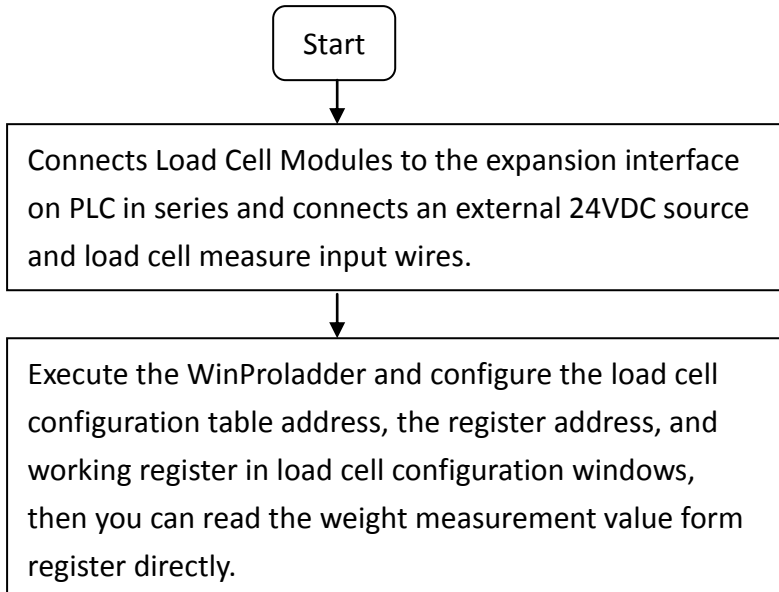 Start
Connects Load Cell Modules to the expansion interface
on PLC in series and connects an external 24VDC source
and load cell measure input wires.
Execute the WinProladder and configure the load cell
configuration table address, the register address, and
working register in load cell configuration windows,
then you can read the weight measurement value form
register directly.